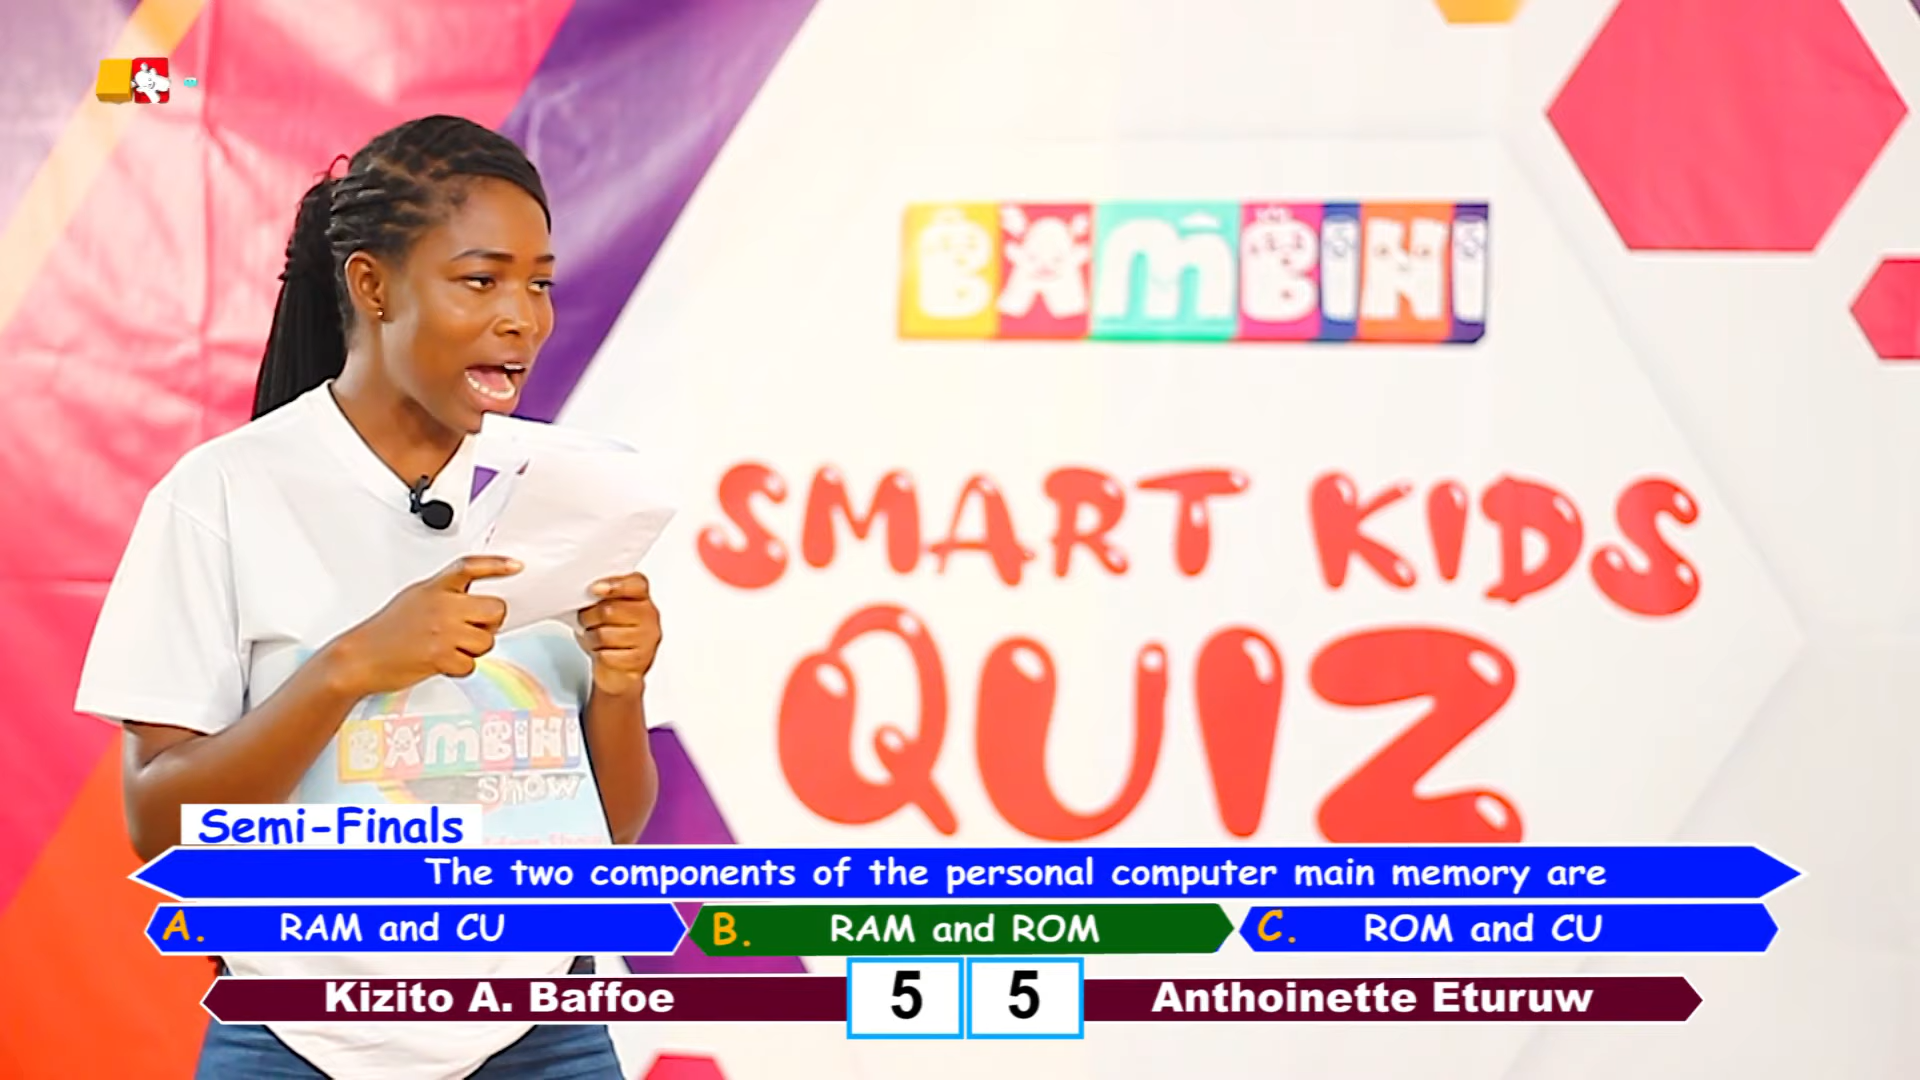 BAMBINI
SMART KIDS
QUIZ
BAMBINI
Show
Semi-Finals
The two components of the personal computer main memory are
A. RAM and CU
B. RAM and ROM
C. ROM and CU
Kizito A. Baffoe
5
5
Anthoinette Eturuw